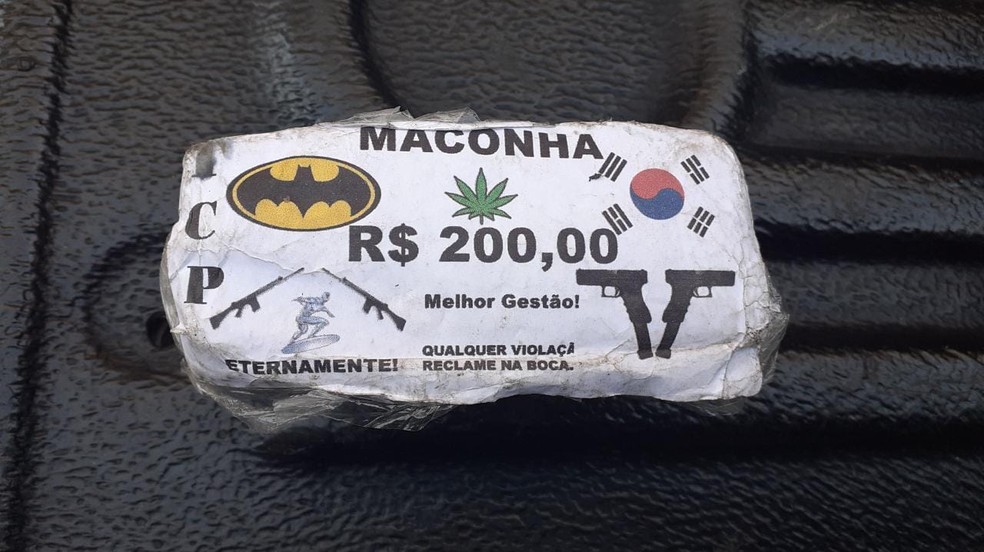 MACONHA
R$ 200,00
Melhor Gestão!
QUALQUER VIOLAÇÃ
RECLAME NA BOCA.
ETERNAMENTE!
C
P